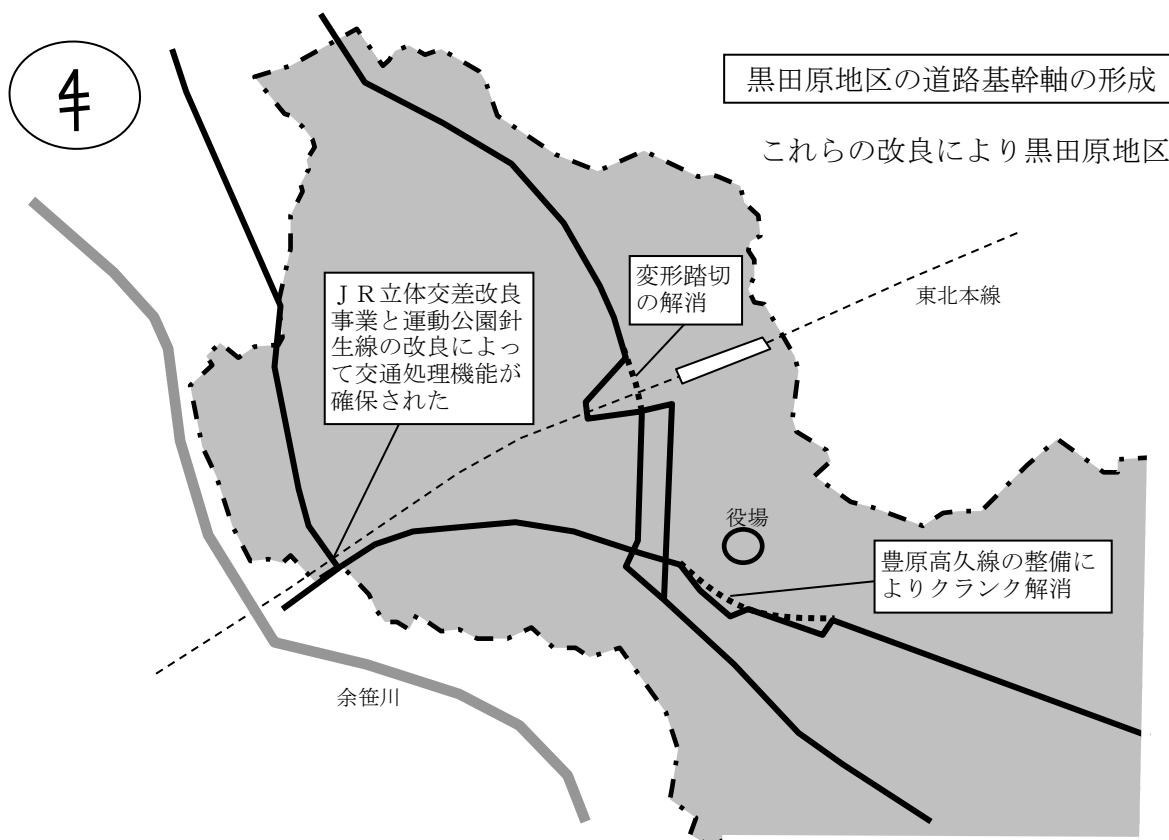 黒田原地区の道路基幹軸の形成
これらの改良により黒田原地区
変形踏切
の解消
東北本線
ＪＲ立体交差改良
事業と運動公園針
生線の改良によっ
て交通処理機能が
確保された
役場
豊原高久線の整備に
よりクランク解消
余笹川